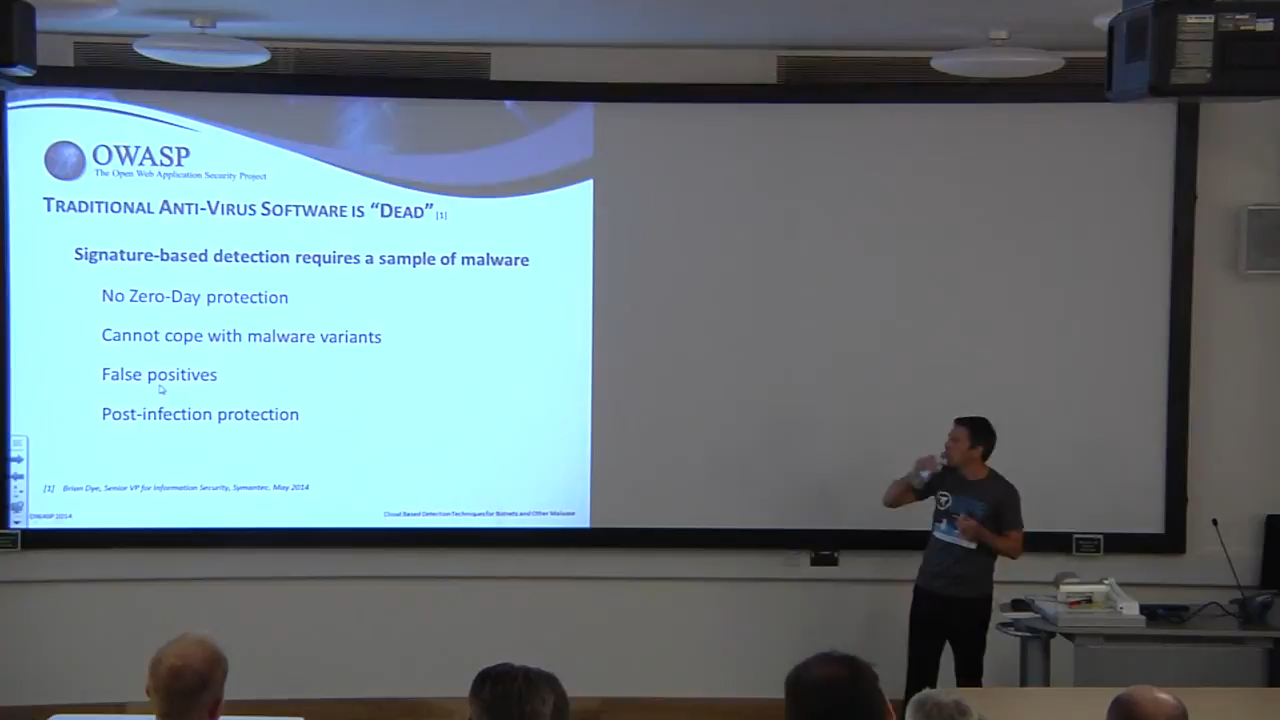 OWASP
The Open Web Application Security Project
TRADITIONAL ANTI-VIRUS SOFTWARE IS “DEAD” [1]
Signature-based detection requires a sample of malware
No Zero-Day protection
Cannot cope with malware variants
False positives
Post-infection protection
[1] Brian Dye, Senior VP for Information Security, Symantec, May 2014
OWASP 2014
Cloud Based Detection Techniques for Botnets and Other Malware